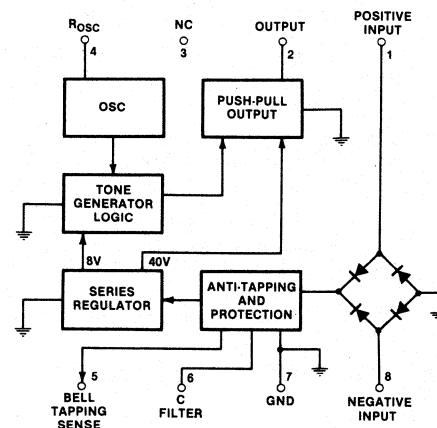 ROSC
4
NC
3
OUTPUT
2
POSITIVE
INPUT
1
OSC
PUSH-PULL
OUTPUT
TONE
GENERATOR
LOGIC
8V
40V
SERIES
REGULATOR
ANTI-TAPPING
AND
PROTECTION
5
BELL
TAPPING
SENSE
6
C
FILTER
7
GND
8
NEGATIVE
INPUT